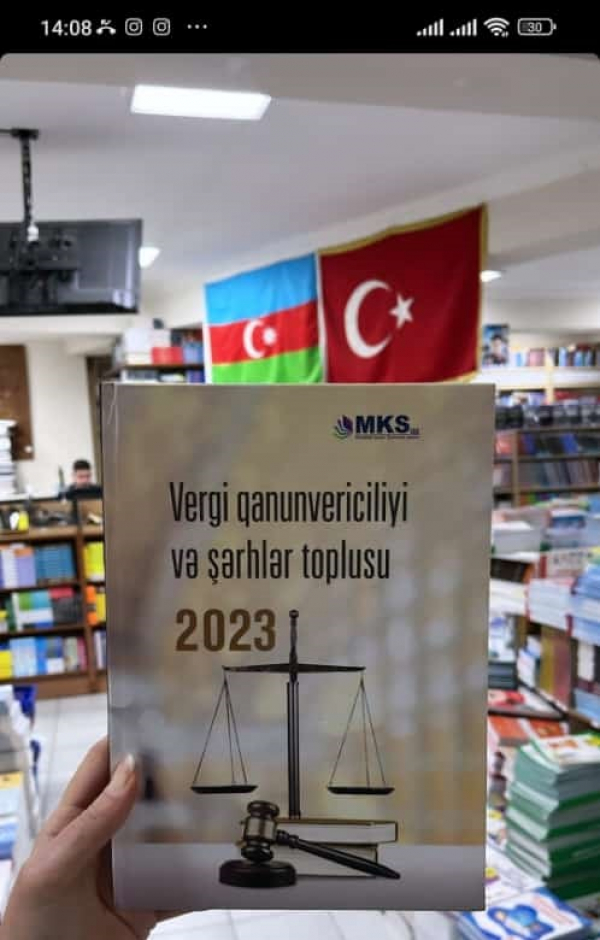 14:08
30
MKS
Vergi qanunvericiliyi
və şərhlər toplusu
2023